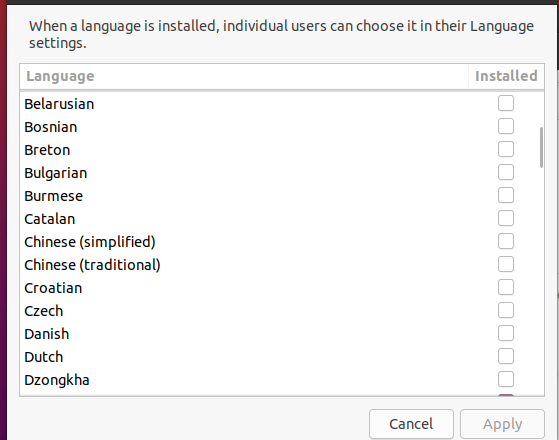 When a language is installed, individual users can choose it in their Language
settings.
Language Installed
Belarusian
Bosnian
Breton
Bulgarian
Burmese
Catalan
Chinese (simplified)
Chinese (traditional)
Croatian
Czech
Danish
Dutch
Dzongkha
Cancel Apply